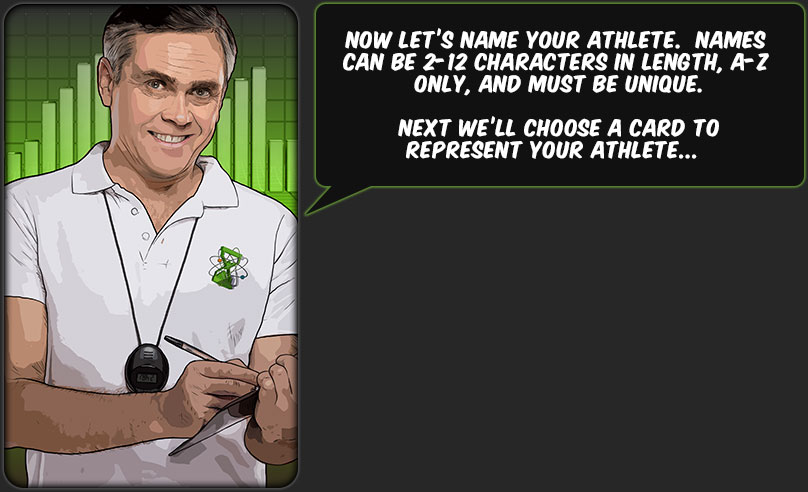 NOW LET'S NAME YOUR ATHLETE. NAMES
CAN BE 2-12 CHARACTERS IN LENGTH, A-Z
ONLY, AND MUST BE UNIQUE.
NEXT WE'LL CHOOSE A CARD TO
REPRESENT YOUR ATHLETE...